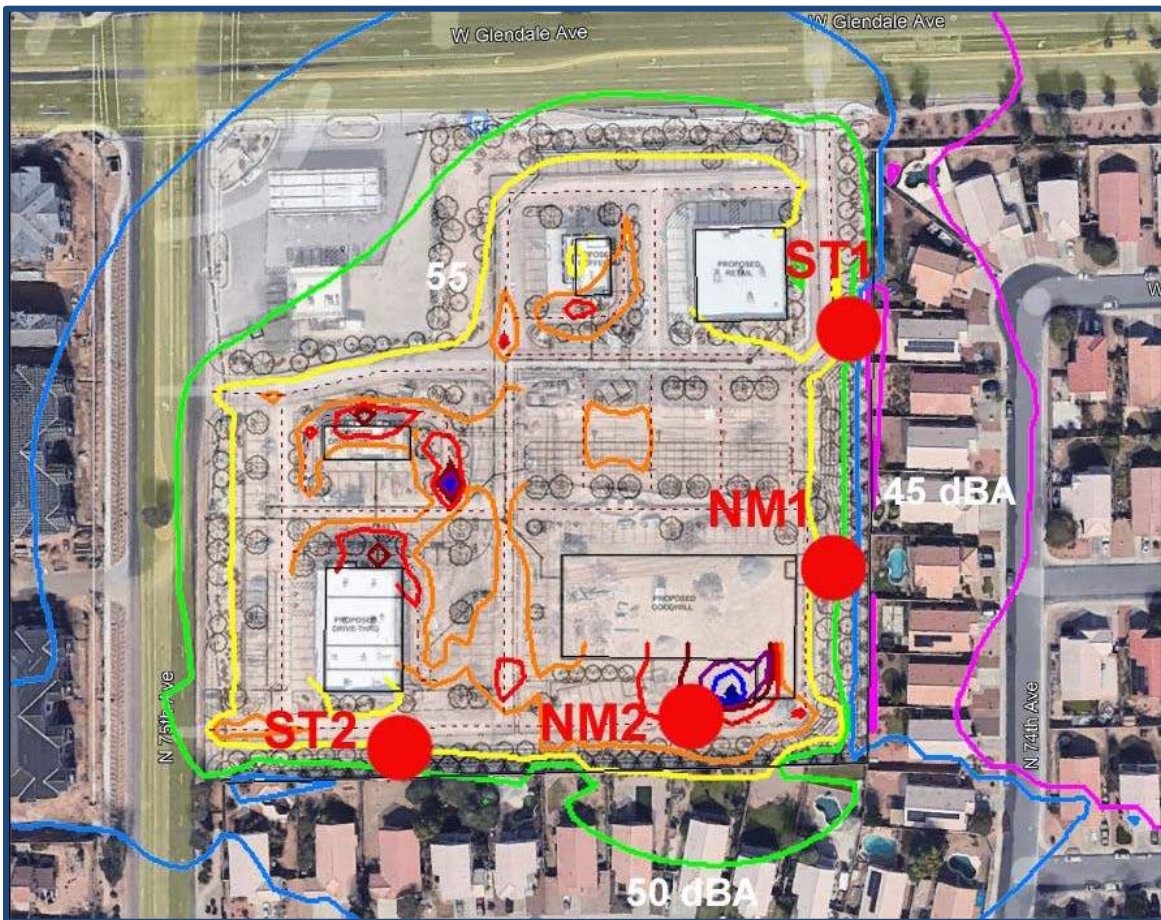 W Glendale Ave
W Glendale Ave
55
PROPOSED
RETAIL
ST1
W
45 dBA
NM1
PROPOSED
GOODWILL
PROPOSED
DRIVE-THRU
N 75th Ave
ST2
NM2
N 74th Ave
50 dBA